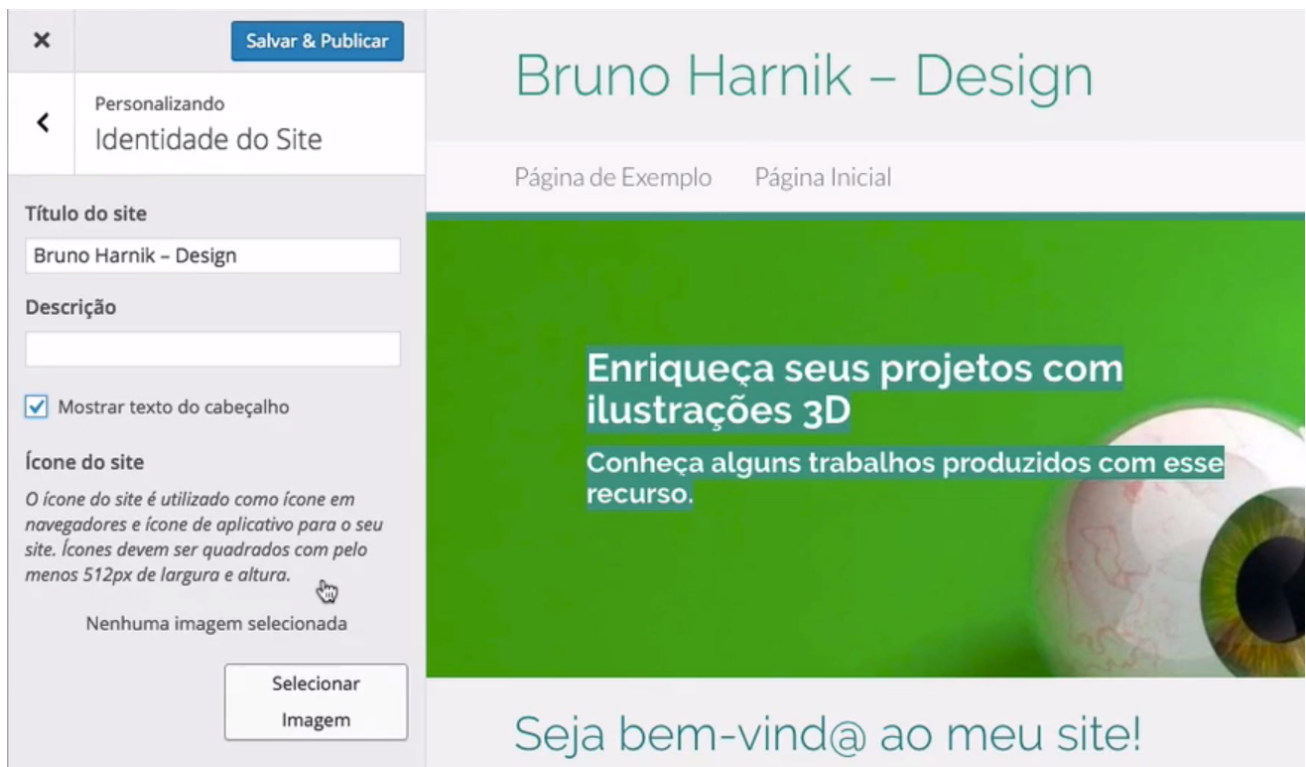 Salvar & Publicar
Personalizando
Identidade do Site
Título do site
Bruno Harnik – Design
Descrição
Mostrar texto do cabeçalho
Ícone do site
O ícone do site é utilizado como ícone em
navegadores e ícone de aplicativo para o seu
site. Ícones devem ser quadrados com pelo
menos 512px de largura e altura.
Nenhuma imagem selecionada
Selecionar
Imagem
Bruno Harnik – Design
Página de Exemplo Página Inicial
Enriqueça seus projetos com
ilustrações 3D
Conheça alguns trabalhos produzidos com esse
recurso.
Seja bem-vind@ ao meu site!